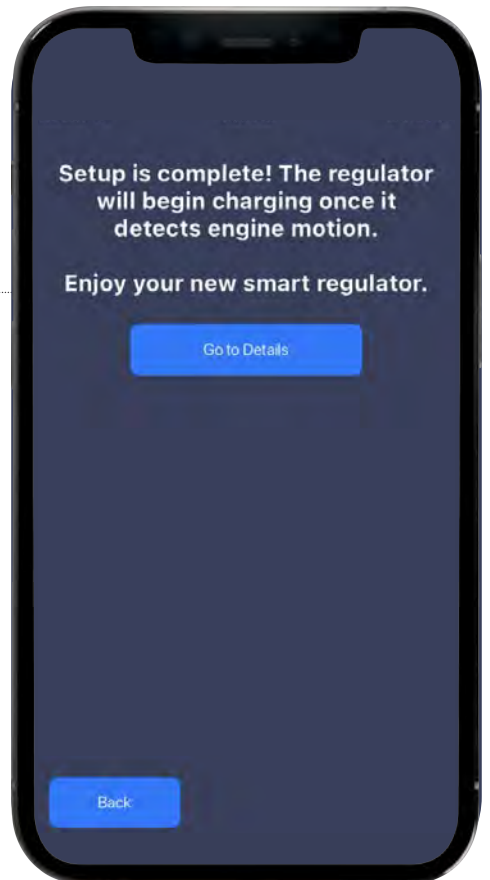 Setup is complete! The regulator
will begin charging once it
detects engine motion.
Enjoy your new smart regulator.
Go to Details
Back